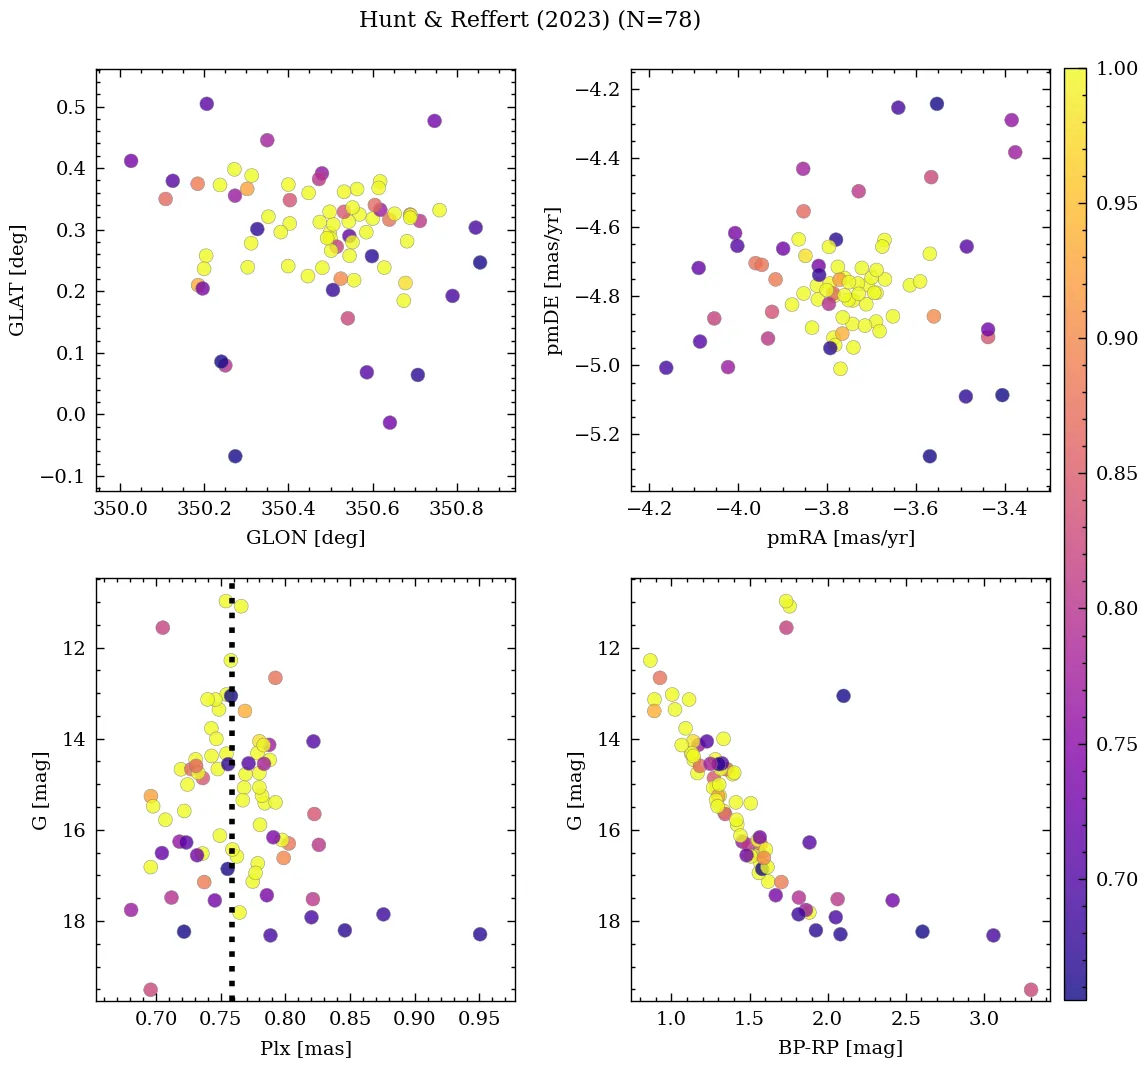 Hunt & Reffert (2023) (N=78)
0.5
0.4
0.3
0.2
0.1
0.0
−0.1
GLAT [deg]
350.0 350.2 350.4 350.6 350.8
GLON [deg]
−4.2
−4.4
−4.6
−4.8
−5.0
−5.2
pmDE [mas/yr]
−4.2 −4.0 −3.8 −3.6 −3.4
pmRA [mas/yr]
1.00
0.95
0.90
0.85
0.80
0.75
0.70
12
14
16
18
G [mag]
0.70 0.75 0.80 0.85 0.90 0.95
Plx [mas]
12
14
16
18
G [mag]
1.0 1.5 2.0 2.5 3.0
BP-RP [mag]